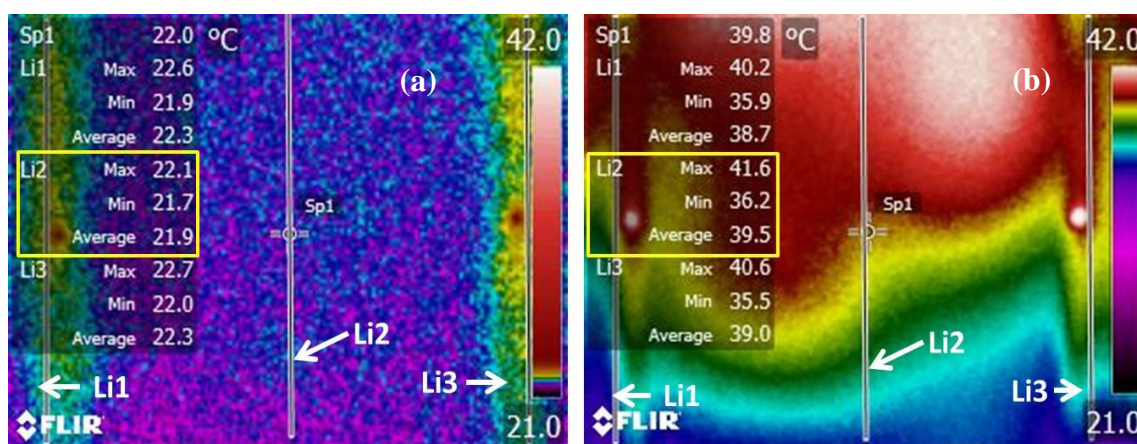 Sp1 22.0 °C 42.0
(a)
Li1 Max 22.6
Min 21.9
Average 22.3
Li2 Max 22.1
Min 21.7
Average 21.9
Sp1
Li3 Max 22.7
Min 22.0
Average 22.3
Li2
Li1
Li3
FLIR 21.0
Sp1 39.8 °C 42.0
(b)
Li1 Max 40.2
Min 35.9
Average 38.7
Li2 Max 41.6
Min 36.2
Average 39.5
Sp1
Li3 Max 40.6
Min 35.5
Average 39.0
Li2
Li1
Li3
FLIR 21.0